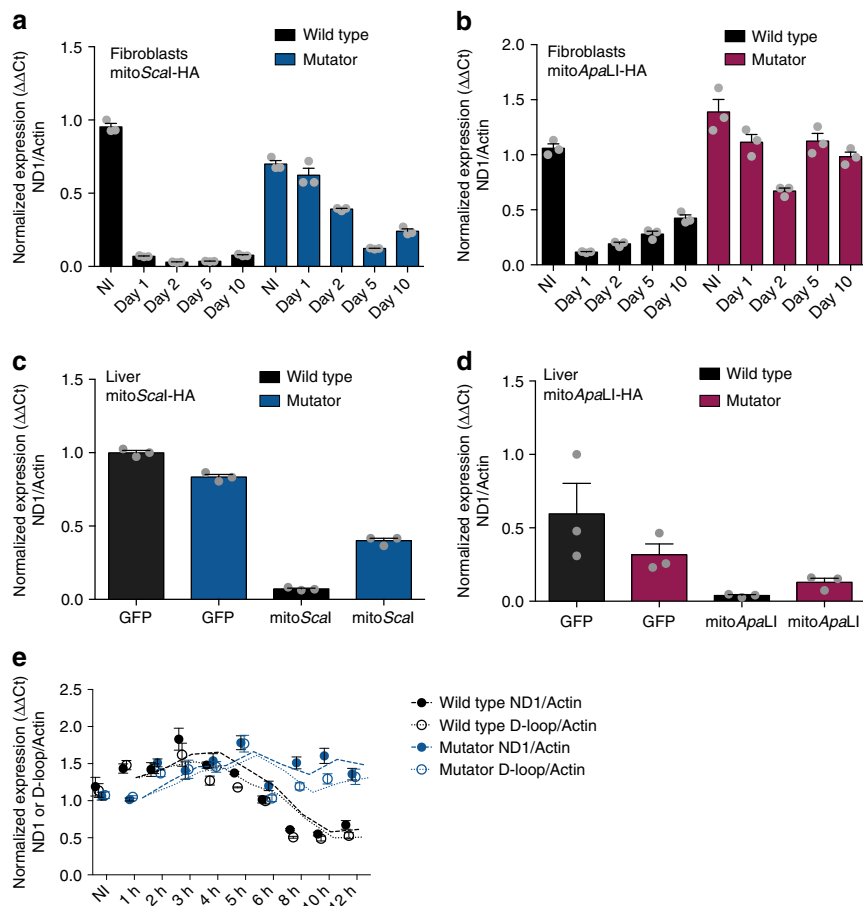 a
Fibroblasts
mitoScaI-HA
Wild type
Mutator
Normalized expression (ΔΔCt)
ND1/Actin
1.5
1.0
0.5
0.0
NI
Day 1
Day 2
Day 5
Day 10
NI
Day 1
Day 2
Day 5
Day 10
b
Fibroblasts
mitoApaLI-HA
Wild type
Mutator
Normalized expression (ΔΔCt)
ND1/Actin
2.0
1.5
1.0
0.5
0.0
NI
Day 1
Day 2
Day 5
Day 10
NI
Day 1
Day 2
Day 5
Day 10
c
Liver
mitoScaI-HA
Wild type
Mutator
Normalized expression (ΔΔCt)
ND1/Actin
1.5
1.0
0.5
0.0
GFP
GFP
mitoScaI
mitoScaI
d
Liver
mitoApaLI-HA
Wild type
Mutator
Normalized expression (ΔΔCt)
ND1/Actin
1.5
1.0
0.5
0.0
GFP
GFP
mitoApaLI
mitoApaLI
e
Normalized expression (ΔΔCt)
ND1 or D-loop/Actin
2.5
2.0
1.5
1.0
0.5
0.0
NI
1 h
2 h
3 h
4 h
5 h
6 h
8 h
10 h
12 h
Wild type ND1/Actin
Wild type D-loop/Actin
Mutator ND1/Actin
Mutator D-loop/Actin